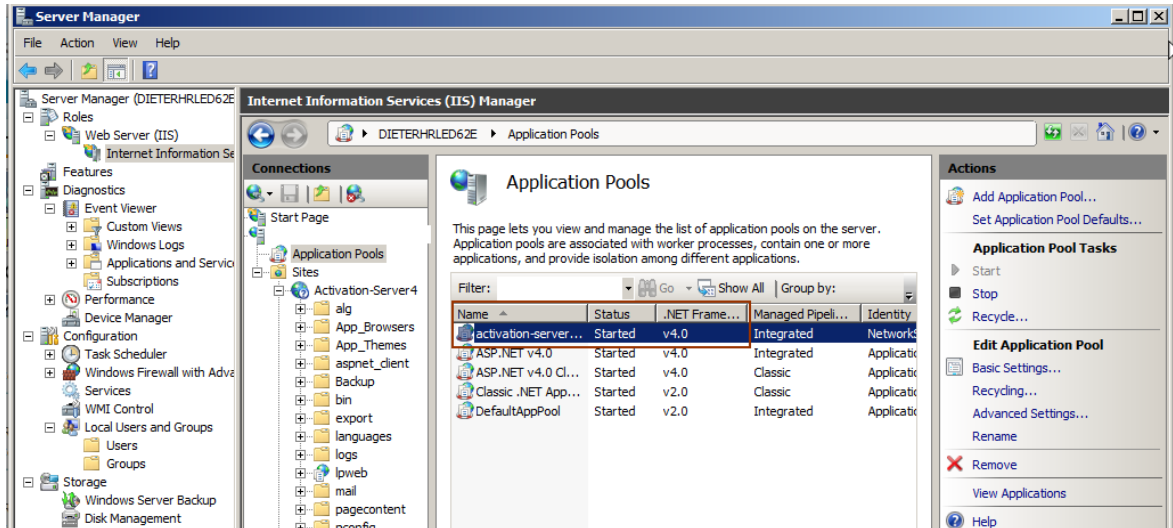 Server Manager
File Action View Help
Server Manager (DIETERHRLED62E
Roles
Web Server (IIS)
Internet Information Se
Features
Diagnostics
Event Viewer
Custom Views
Windows Logs
Applications and Service
Subscriptions
Performance
Device Manager
Configuration
Task Scheduler
Windows Firewall with Adva
Services
WMI Control
Local Users and Groups
Users
Groups
Storage
Windows Server Backup
Disk Management
Internet Information Services (IIS) Manager
DIETERHRLED62E Application Pools
Connections
Start Page
Application Pools
Sites
Activation-Server4
alg
App_Browsers
App_Themes
aspnet_client
Backup
bin
export
languages
logs
lpweb
mail
pagecontent
pconfig
Application Pools
This page lets you view and manage the list of application pools on the server.
Application pools are associated with worker processes, contain one or more
applications, and provide isolation among different applications.
Filter: Go Show All Group by:
Name Status .NET Frame... Managed Pipeli... Identity
activation-server... Started v4.0 Integrated NetworkS
ASP.NET v4.0 Started v4.0 Integrated Applicatio
ASP.NET v4.0 Cl... Started v4.0 Classic Applicatio
Classic .NET App... Started v2.0 Classic Applicatio
DefaultAppPool Started v2.0 Integrated Applicatio
Actions
Add Application Pool...
Set Application Pool Defaults...
Application Pool Tasks
Start
Stop
Recycle...
Edit Application Pool
Basic Settings...
Recycling...
Advanced Settings...
Rename
Remove
View Applications
Help